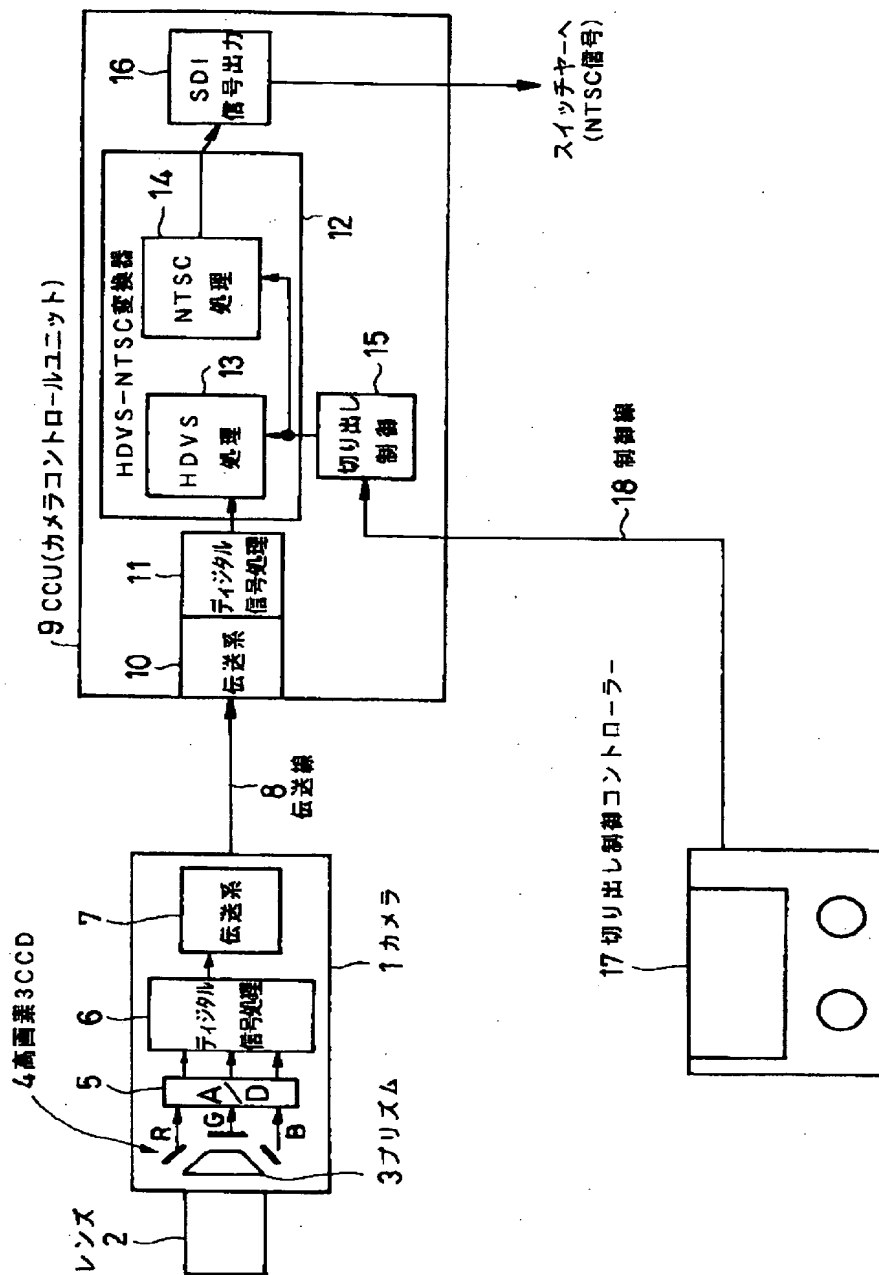 レンズ
2
4高画素3CCD
R
G
B
5
A/D
3プリズム
6
ディジタル
信号処理
7
伝送系
1カメラ
8
伝送線
9 CCU(カメラコントロールユニット)
10
伝送系
11
ディジタル
信号処理
HDVS-NTSC変換器
13
HDVS
処理
14
NTSC
処理
12
15
切り出し
制御
16
SDI
信号出力
スイッチャーへ
(NTSC信号)
17切り出し制御コントローラー
18制御線